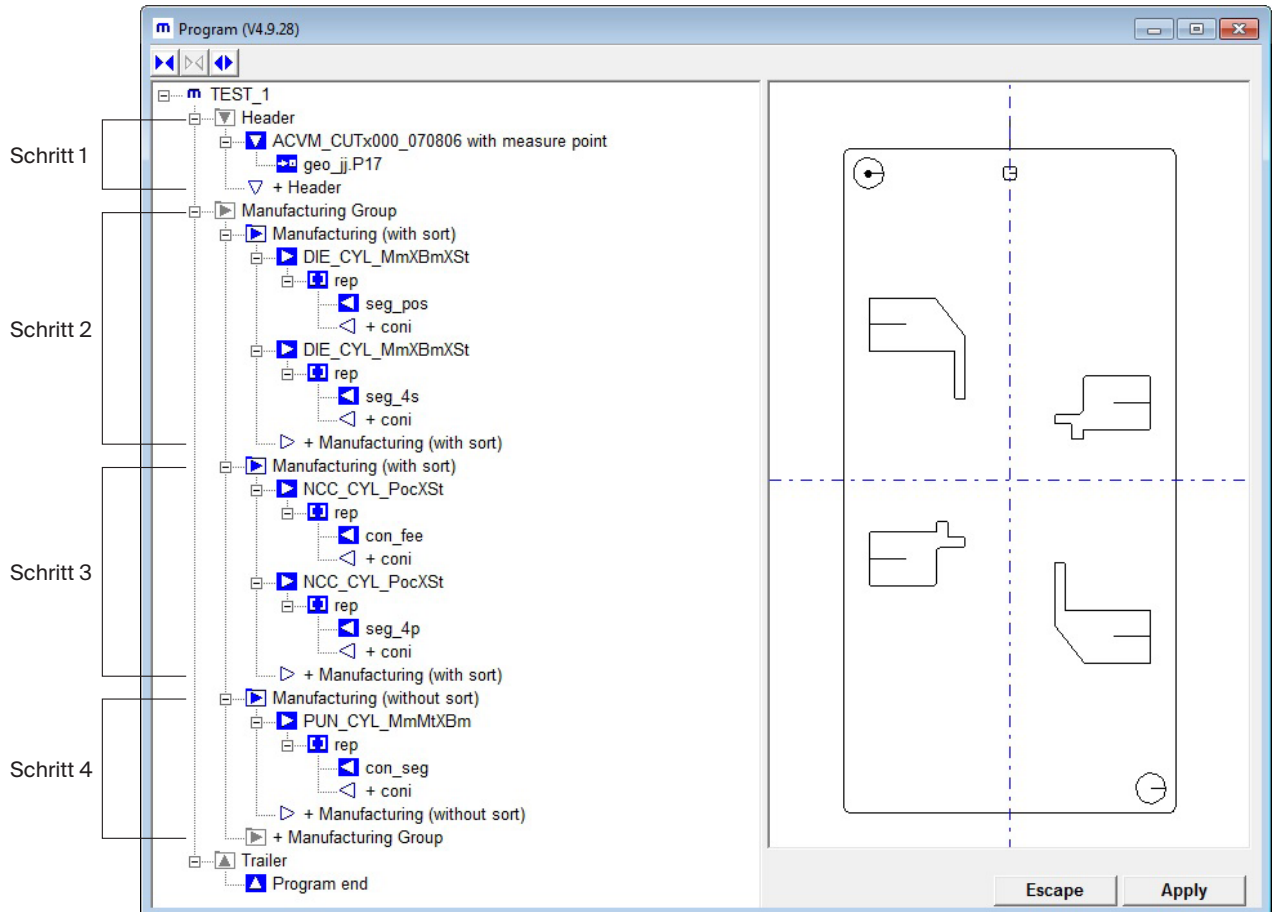 m Program (V4.9.28)
m TEST_1
Header
Schritt 1
ACVM_CUTx000_070806 with measure point
geo_jj.P17
+ Header
Manufacturing Group
Manufacturing (with sort)
DIE_CYL_MmXBmXSt
rep
seg_pos
Schritt 2
+ coni
DIE_CYL_MmXBmXSt
rep
seg_4s
+ coni
+ Manufacturing (with sort)
Manufacturing (with sort)
NCC_CYL_PocXSt
rep
con_fee
+ coni
Schritt 3
NCC_CYL_PocXSt
rep
seg_4p
+ coni
+ Manufacturing (with sort)
Manufacturing (without sort)
PUN_CYL_MmMtXBm
rep
Schritt 4
con_seg
+ coni
+ Manufacturing (without sort)
+ Manufacturing Group
Trailer
Program end
Escape
Apply